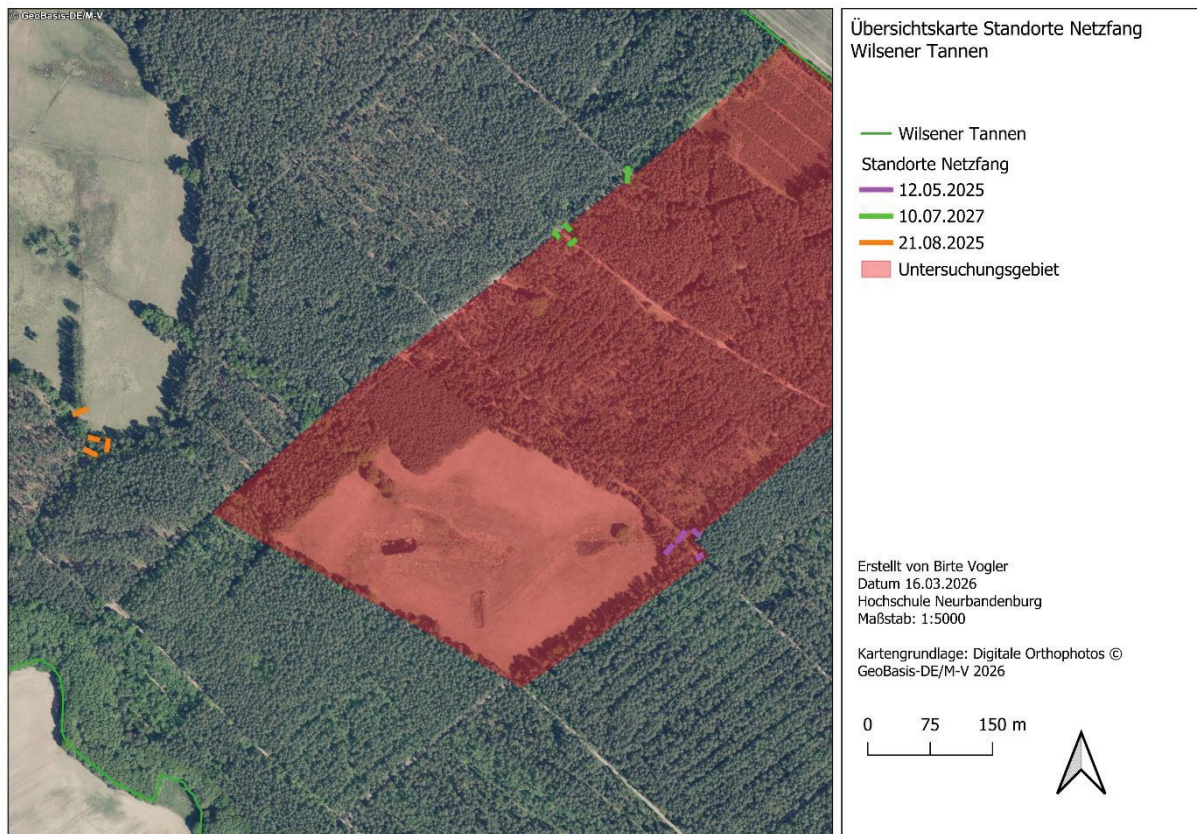 © GeoBasis-DE/M-V
Übersichtskarte Standorte Netzfang
Wilsener Tannen
Wilsener Tannen
Standorte Netzfang
12.05.2025
10.07.2027
21.08.2025
Untersuchungsgebiet
Erstellt von Birte Vogler
Datum 16.03.2026
Hochschule Neurbandenburg
Maßstab: 1:5000
Kartengrundlage: Digitale Orthophotos ©
GeoBasis-DE/M-V 2026
0 75 150 m